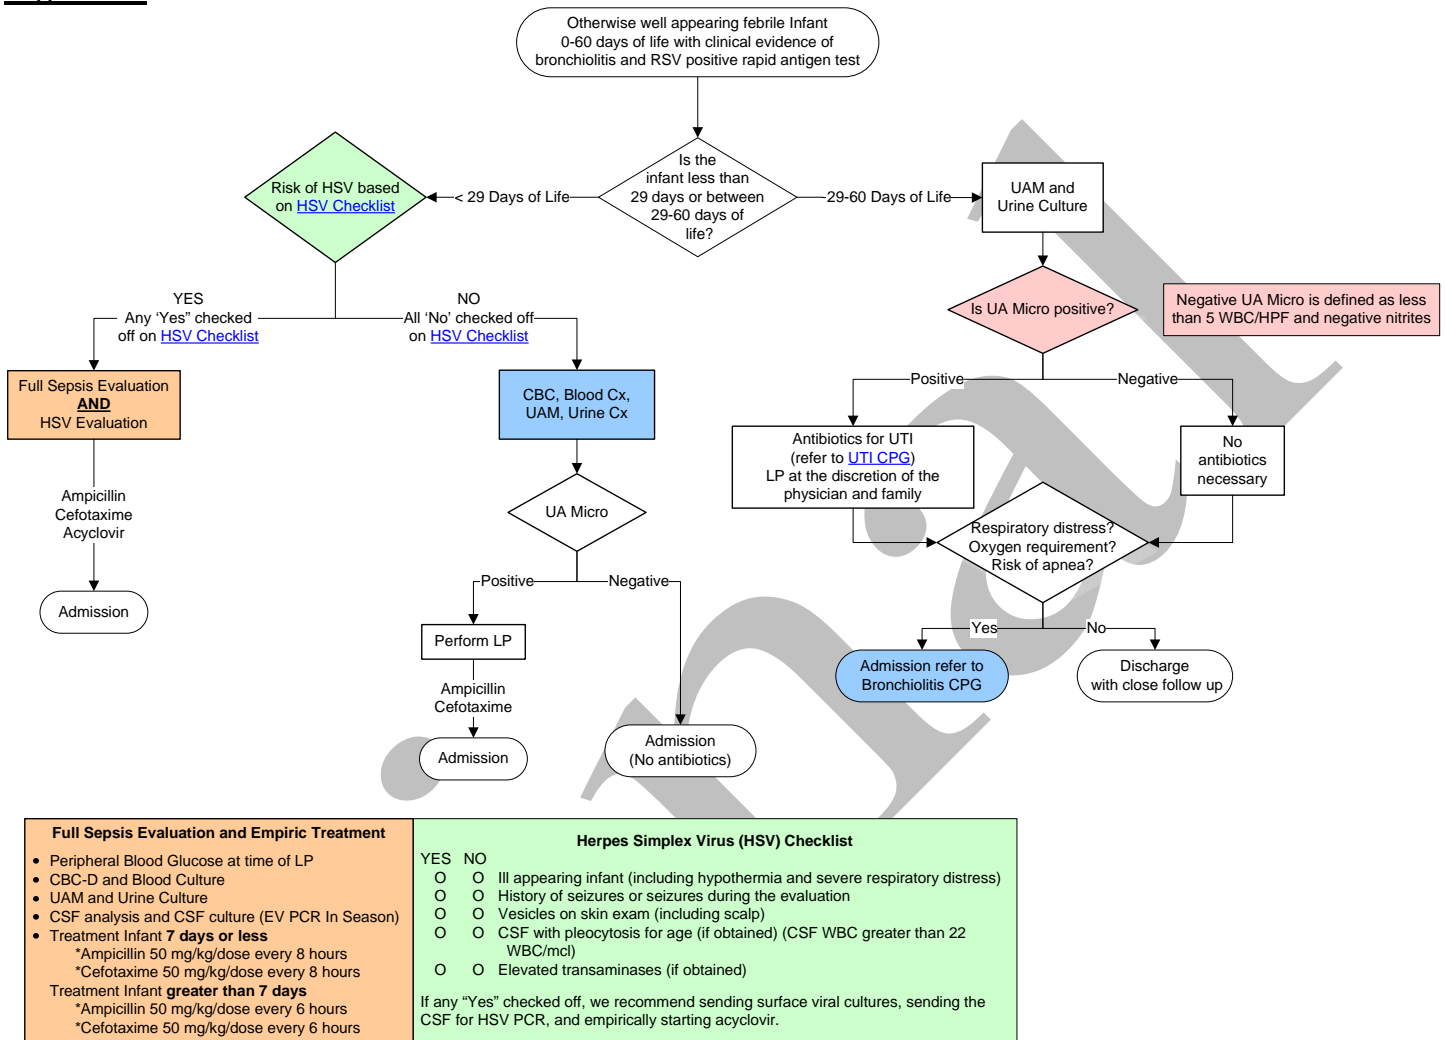 Otherwise well appearing febrile Infant
0-60 days of life with clinical evidence of
bronchiolitis and RSV positive rapid antigen test
Is the
infant less than
29 days or between
29-60 days of
life?
< 29 Days of Life
29-60 Days of Life
Risk of HSV based
on HSV Checklist
YES
Any ‘Yes” checked
off on HSV Checklist
NO
All ‘No’ checked off
on HSV Checklist
Full Sepsis Evaluation
AND
HSV Evaluation
Ampicillin
Cefotaxime
Acyclovir
Admission
CBC, Blood Cx,
UAM, Urine Cx
UA Micro
Positive
Negative
Perform LP
Ampicillin
Cefotaxime
Admission
Admission
(No antibiotics)
UAM and
Urine Culture
Is UA Micro positive?
Negative UA Micro is defined as less
than 5 WBC/HPF and negative nitrites
Positive
Negative
Antibiotics for UTI
(refer to UTI CPG)
LP at the discretion of the
physician and family
No
antibiotics
necessary
Respiratory distress?
Oxygen requirement?
Risk of apnea?
Yes
No
Admission refer to
Bronchiolitis CPG
Discharge
with close follow up
Full Sepsis Evaluation and Empiric Treatment
• Peripheral Blood Glucose at time of LP
• CBC-D and Blood Culture
• UAM and Urine Culture
• CSF analysis and CSF culture (EV PCR In Season)
• Treatment Infant 7 days or less
*Ampicillin 50 mg/kg/dose every 8 hours
*Cefotaxime 50 mg/kg/dose every 8 hours
Treatment Infant greater than 7 days
*Ampicillin 50 mg/kg/dose every 6 hours
*Cefotaxime 50 mg/kg/dose every 6 hours
Herpes Simplex Virus (HSV) Checklist
YES NO
O O Ill appearing infant (including hypothermia and severe respiratory distress)
O O History of seizures or seizures during the evaluation
O O Vesicles on skin exam (including scalp)
O O CSF with pleocytosis for age (if obtained) (CSF WBC greater than 22
WBC/mcl)
O O Elevated transaminases (if obtained)
If any “Yes” checked off, we recommend sending surface viral cultures, sending the
CSF for HSV PCR, and empirically starting acyclovir.